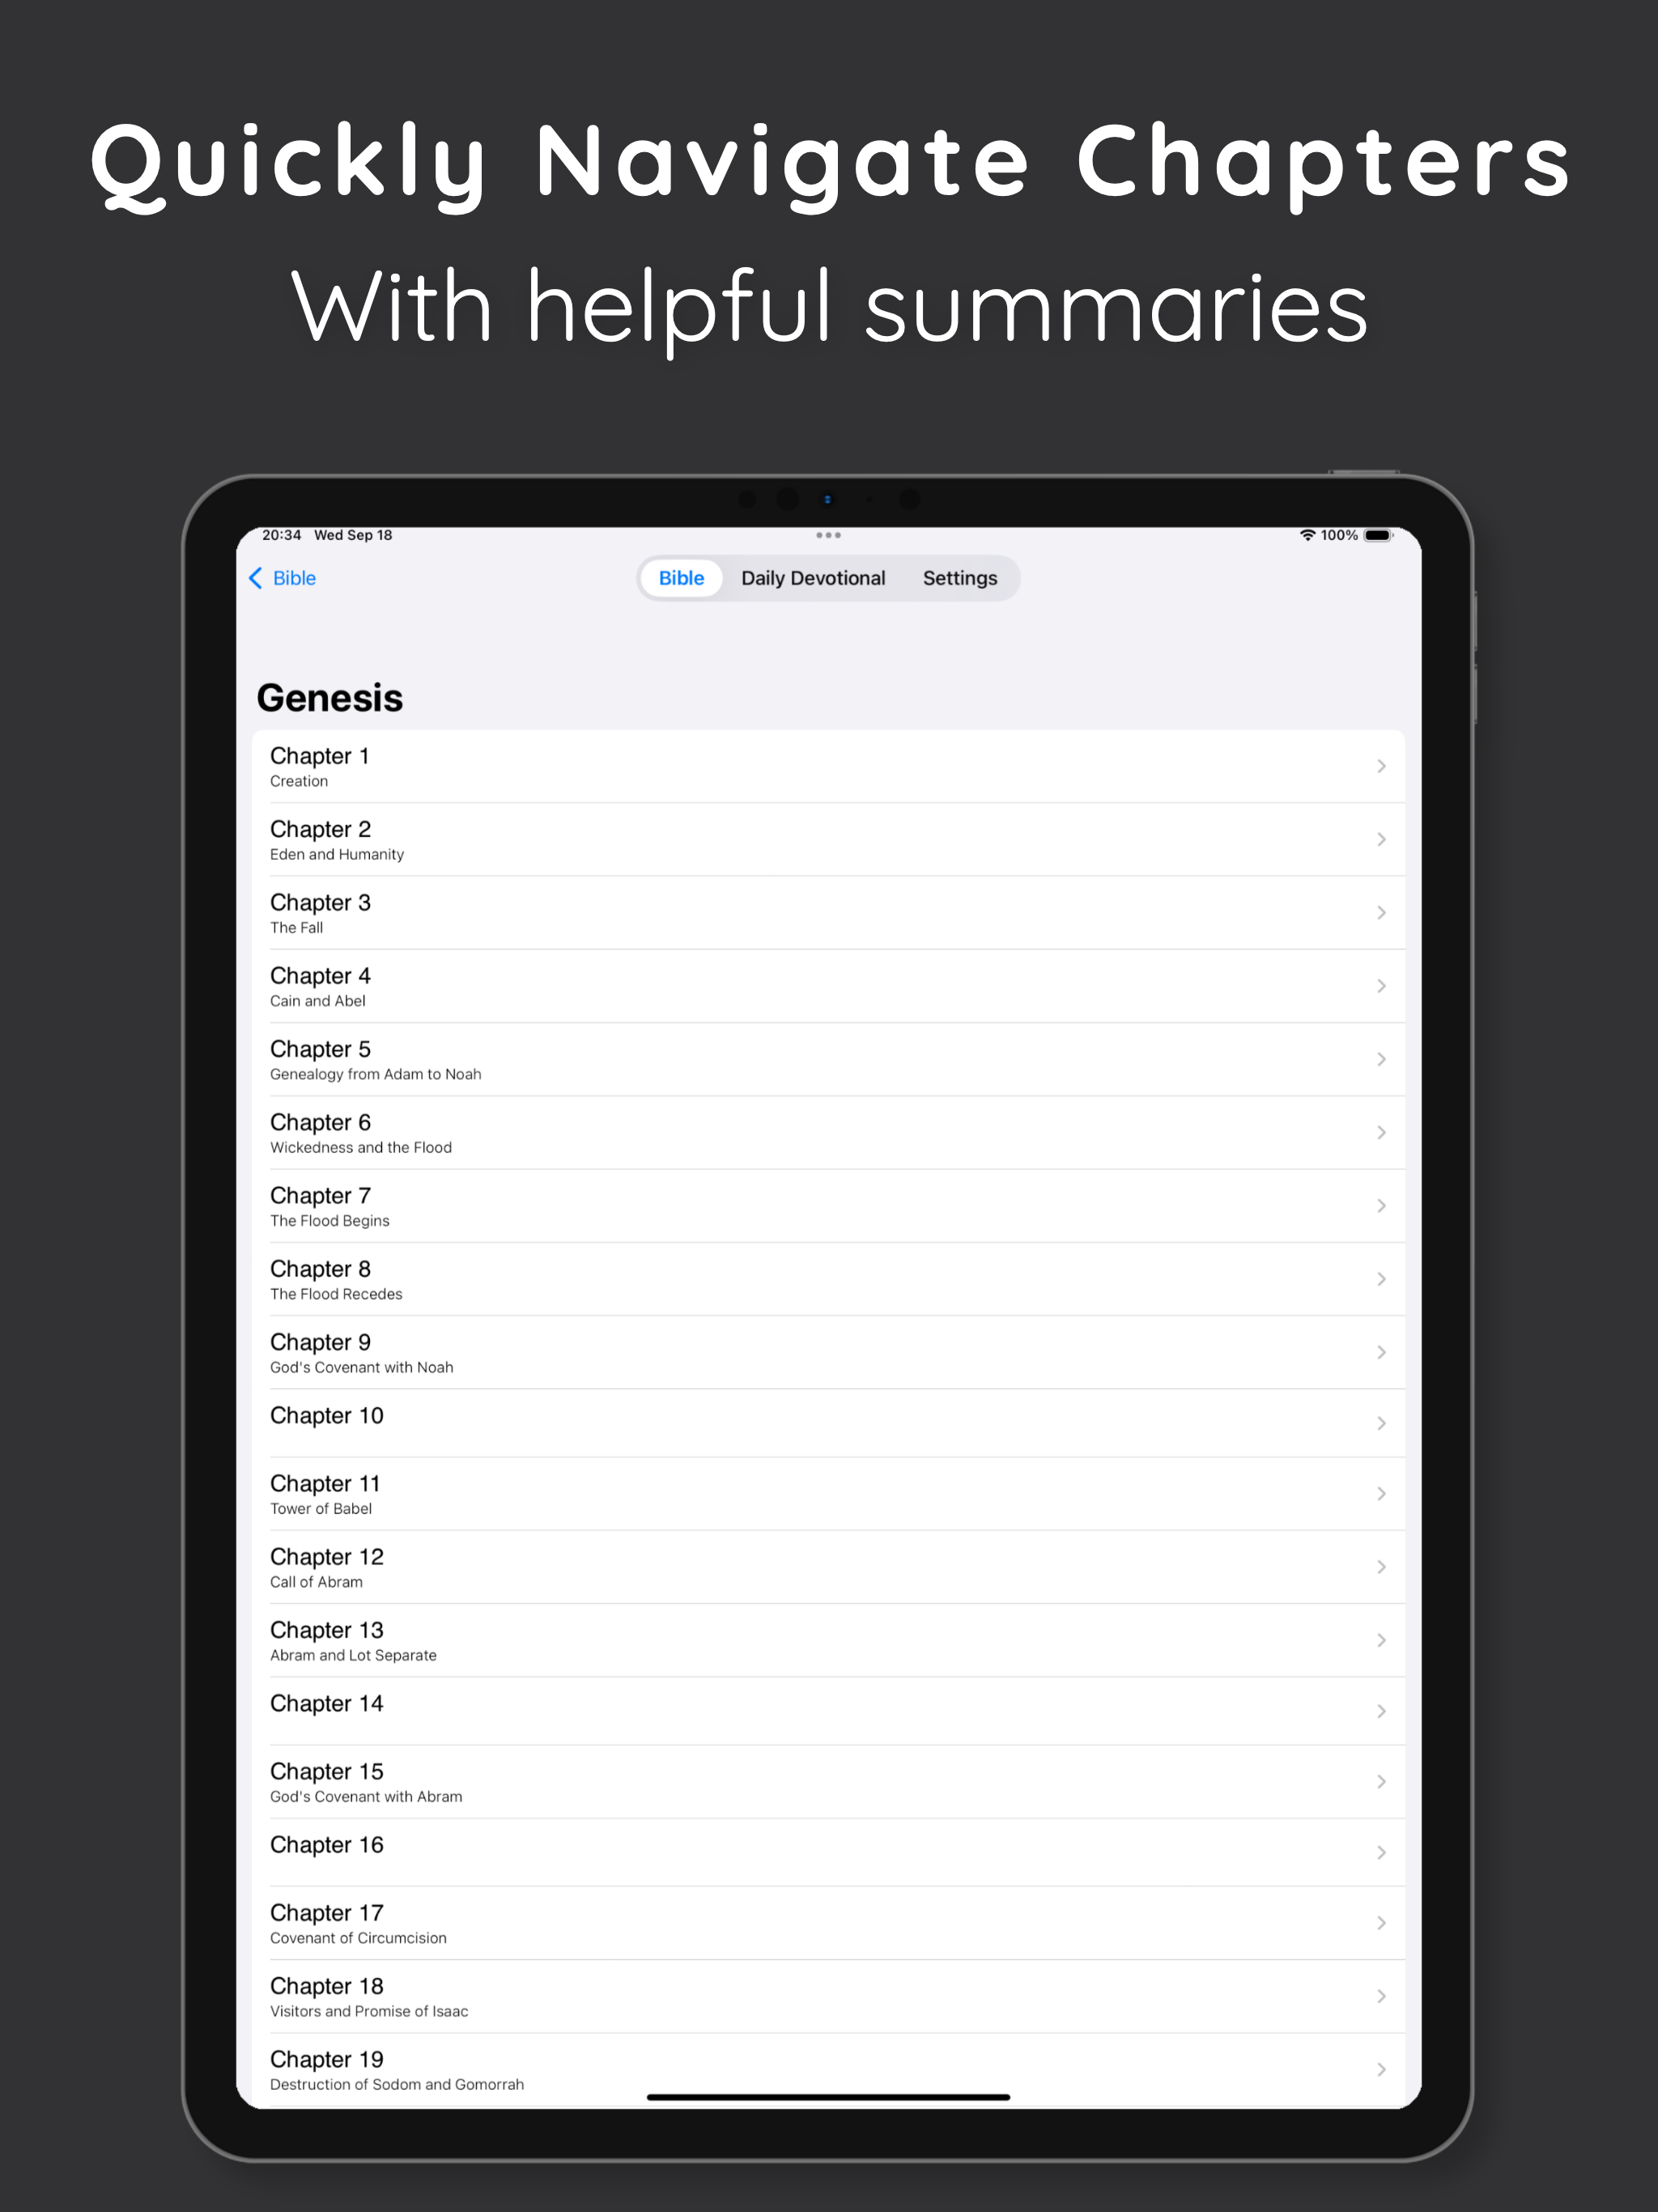 Quickly Navigate Chapters
With helpful summaries
20:34 Wed Sep 18
100%
Bible
Bible Daily Devotional Settings
Genesis
Chapter 1
Creation
Chapter 2
Eden and Humanity
Chapter 3
The Fall
Chapter 4
Cain and Abel
Chapter 5
Genealogy from Adam to Noah
Chapter 6
Wickedness and the Flood
Chapter 7
The Flood Begins
Chapter 8
The Flood Recedes
Chapter 9
God's Covenant with Noah
Chapter 10
Chapter 11
Tower of Babel
Chapter 12
Call of Abram
Chapter 13
Abram and Lot Separate
Chapter 14
Chapter 15
God's Covenant with Abram
Chapter 16
Chapter 17
Covenant of Circumcision
Chapter 18
Visitors and Promise of Isaac
Chapter 19
Destruction of Sodom and Gomorrah